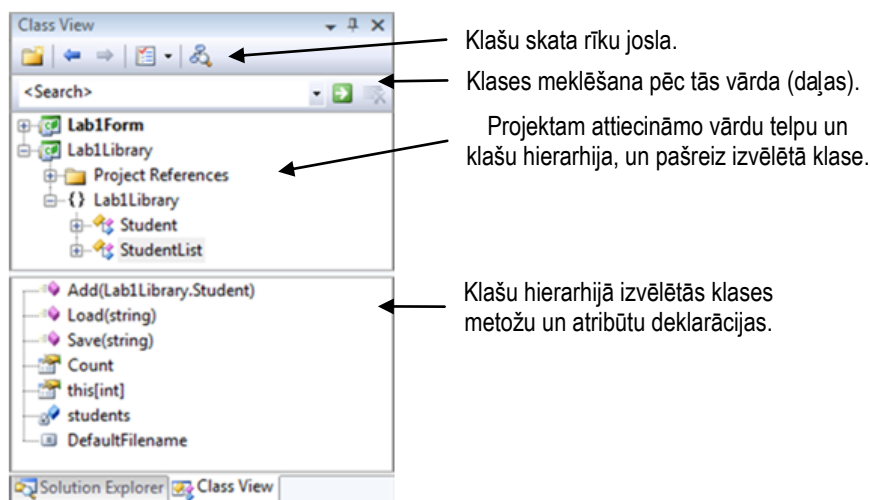 Class View
<Search>
Lab1Form
Lab1Library
Project References
{} Lab1Library
Student
StudentList
Add(Lab1Library.Student)
Load(string)
Save(string)
Count
this[int]
students
DefaultFilename
Solution Explorer
Class View
Klašu skata rīku josla.
Klases meklēšana pēc tās vārda (daļas).
Projektam attiecināmo vārdu telpu un
klašu hierarhija, un pašreiz izvēlētā klase.
Klašu hierarhijā izvēlētās klases
metožu un atribūtu deklarācijas.